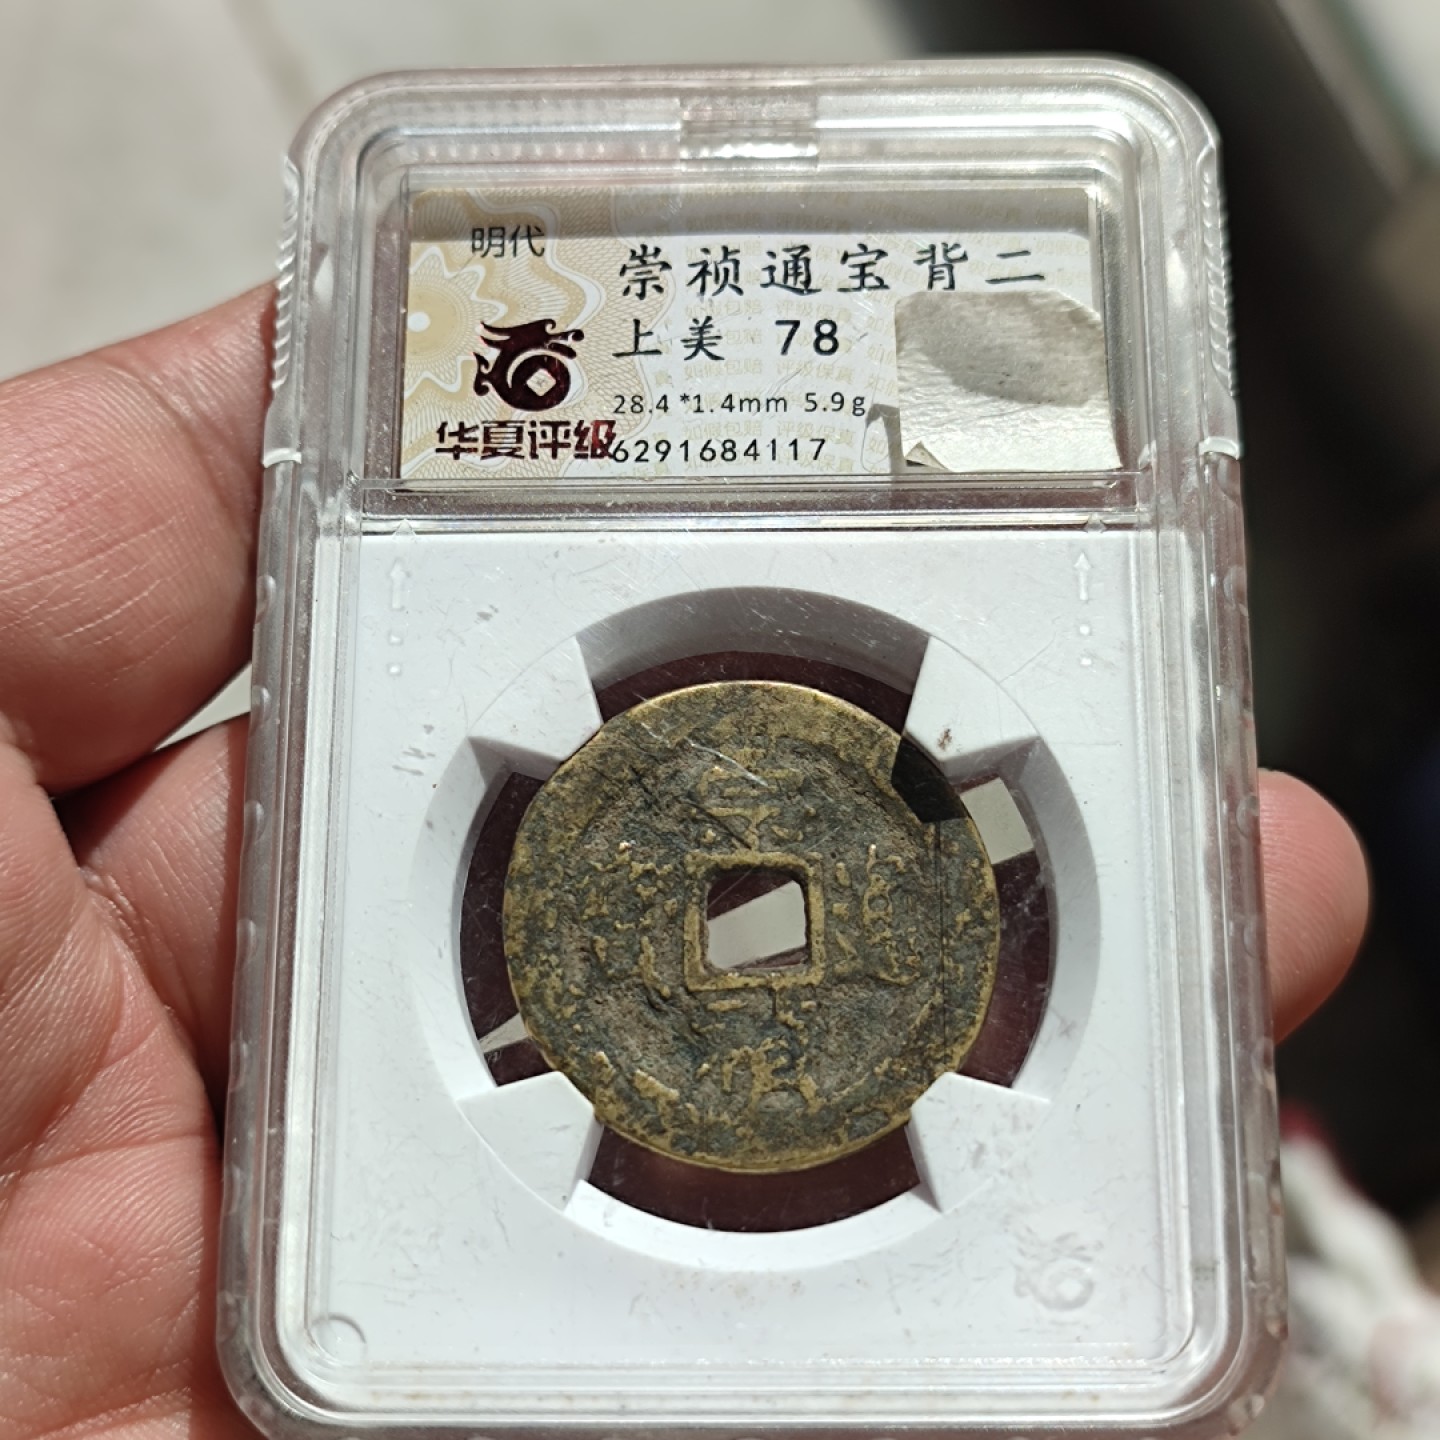 明代
崇祯通宝背二
上美 78
28.4*1.4mm 5.9g
华夏评级
6291684117